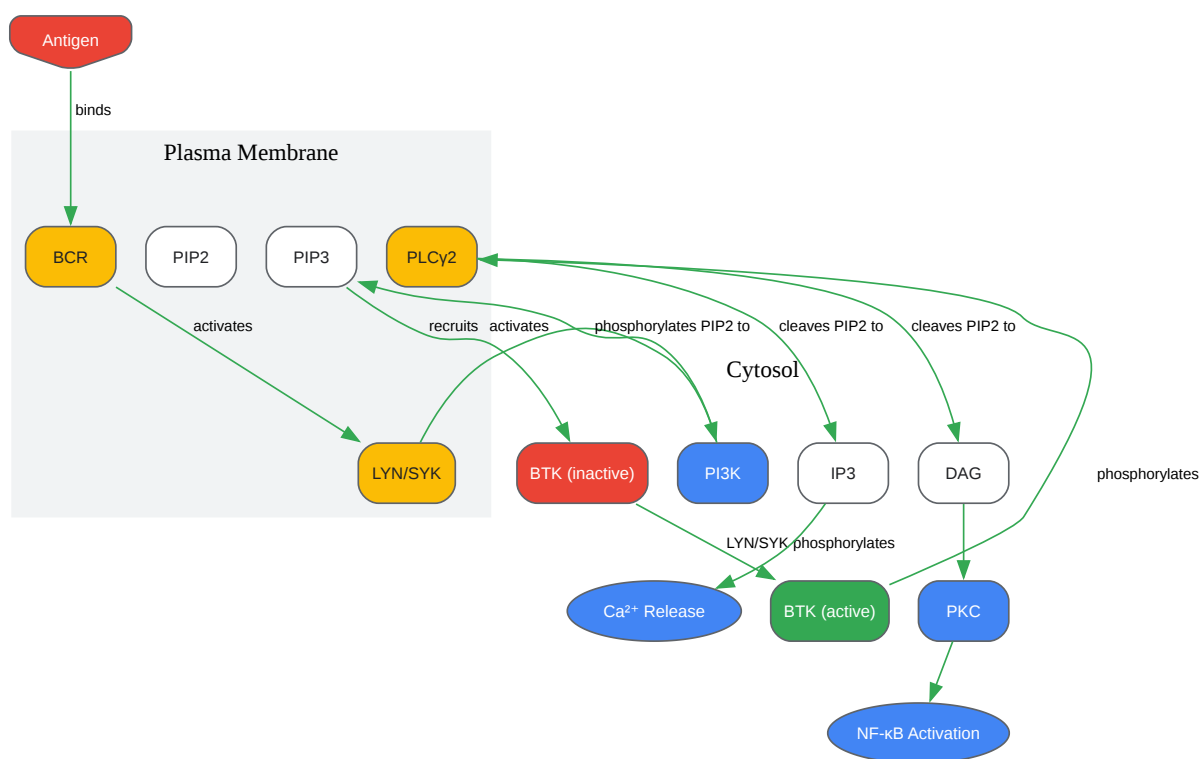 Antigen
binds
Plasma Membrane
BCR
PIP2
PIP3
PLCγ2
activates
recruits
activates
phosphorylates PIP2 to
cleaves PIP2 to
cleaves PIP2 to
Cytosol
LYN/SYK
BTK (inactive)
PI3K
IP3
DAG
phosphorylates
LYN/SYK phosphorylates
Ca²⁺ Release
BTK (active)
PKC
NF-κB Activation